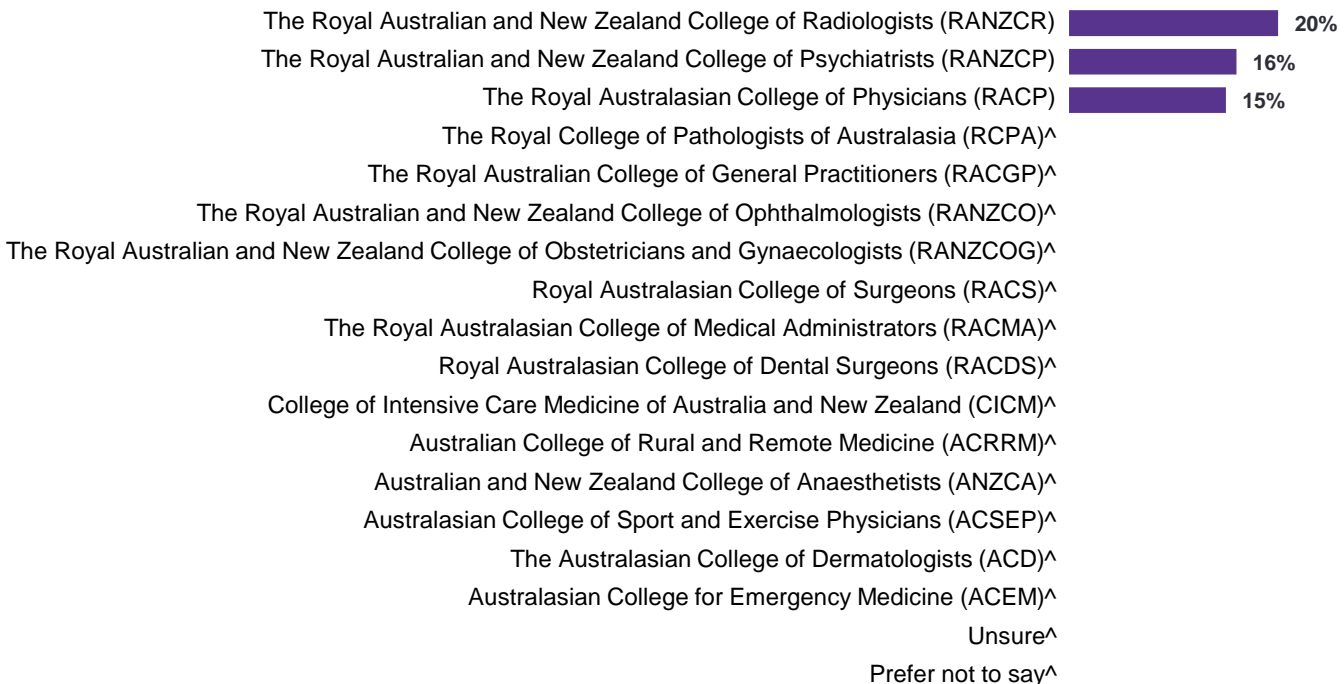 The Royal Australian and New Zealand College of Radiologists (RANZCR) 20%
The Royal Australian and New Zealand College of Psychiatrists (RANZCP) 16%
The Royal Australasian College of Physicians (RACP) 15%
The Royal College of Pathologists of Australasia (RCPA)^
The Royal Australian College of General Practitioners (RACGP)^
The Royal Australian and New Zealand College of Ophthalmologists (RANZCO)^
The Royal Australian and New Zealand College of Obstetricians and Gynaecologists (RANZCOG)^
Royal Australasian College of Surgeons (RACS)^
The Royal Australasian College of Medical Administrators (RACMA)^
Royal Australasian College of Dental Surgeons (RACDS)^
College of Intensive Care Medicine of Australia and New Zealand (CICM)^
Australian College of Rural and Remote Medicine (ACRRM)^
Australian and New Zealand College of Anaesthetists (ANZCA)^
Australasian College of Sport and Exercise Physicians (ACSEP)^
The Australasian College of Dermatologists (ACD)^
Australasian College for Emergency Medicine (ACEM)^
Unsure^
Prefer not to say^